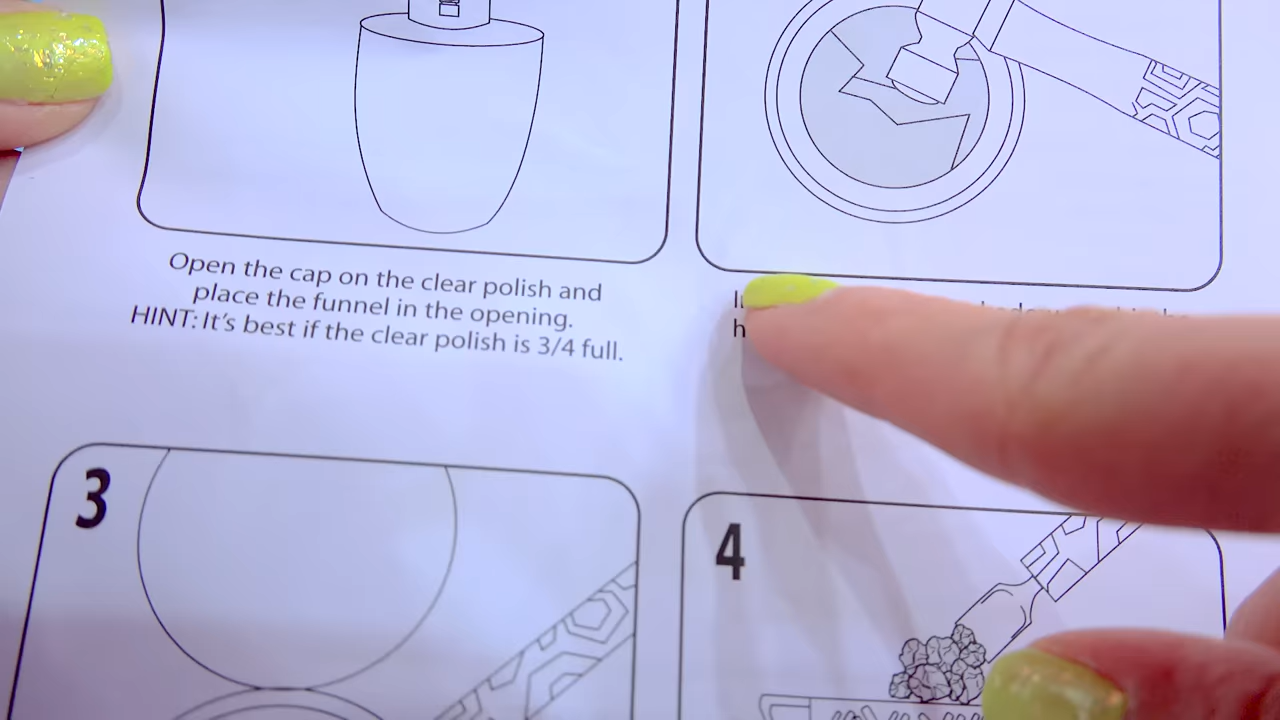 Open the cap on the clear polish and
place the funnel in the opening.
HINT: It's best if the clear polish is 3/4 full.
3
4